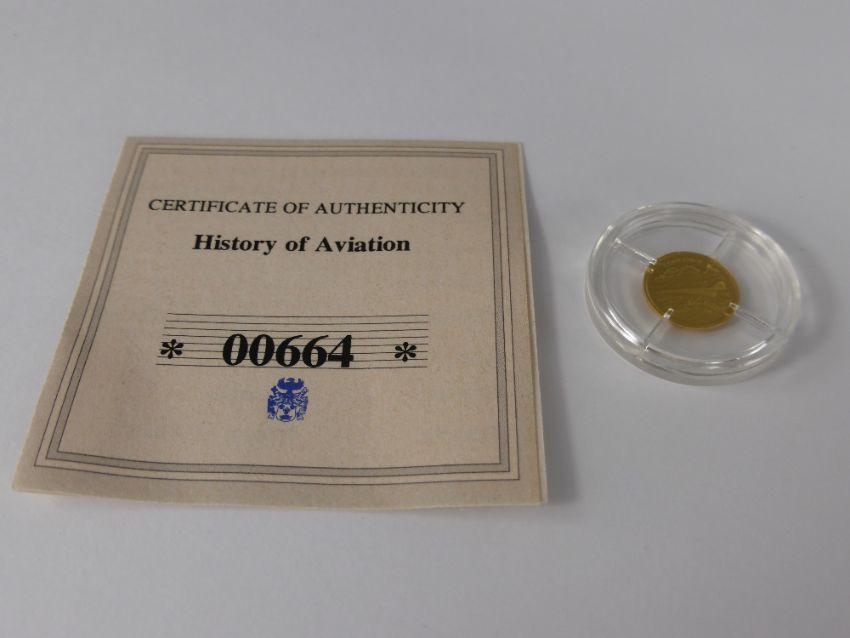 CERTIFICATE OF AUTHENTICITY
History of Aviation
* 00664 *